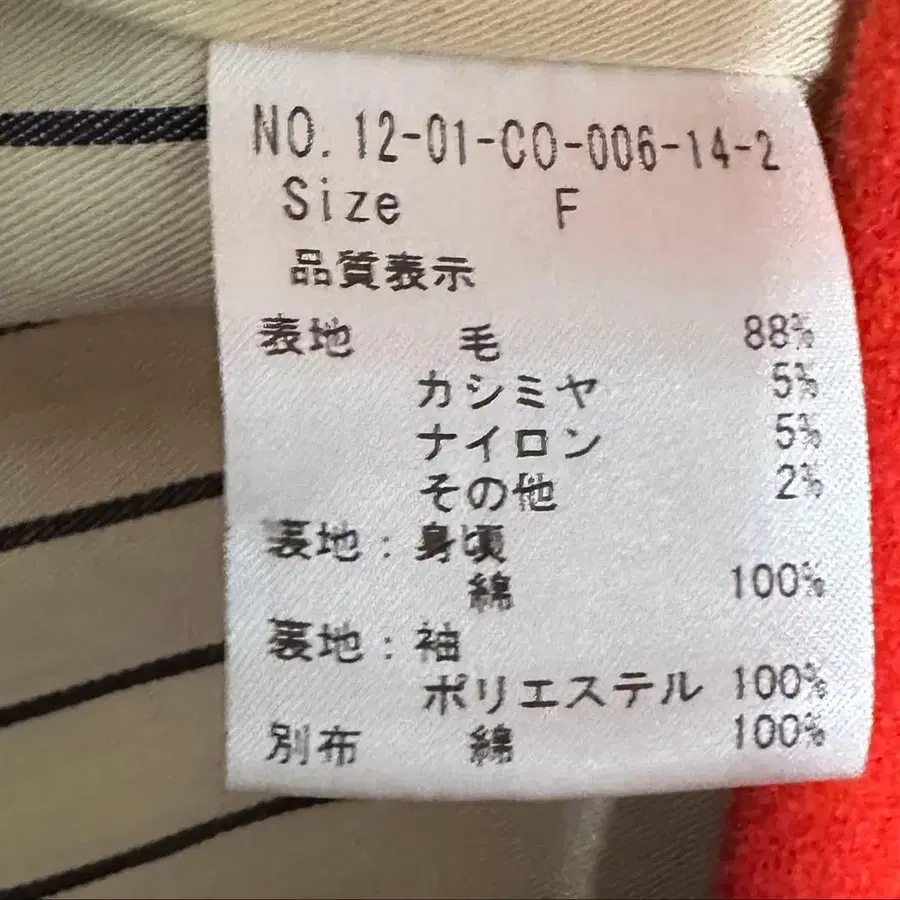 NO. 12-01-CO-006-14-2
Size F
品質表示
表地 毛 88%
カシミヤ 5%
ナイロン 5%
その他 2%
裏地：身頃
綿 100%
裏地：袖
ポリエステル 100%
別布 綿 100%